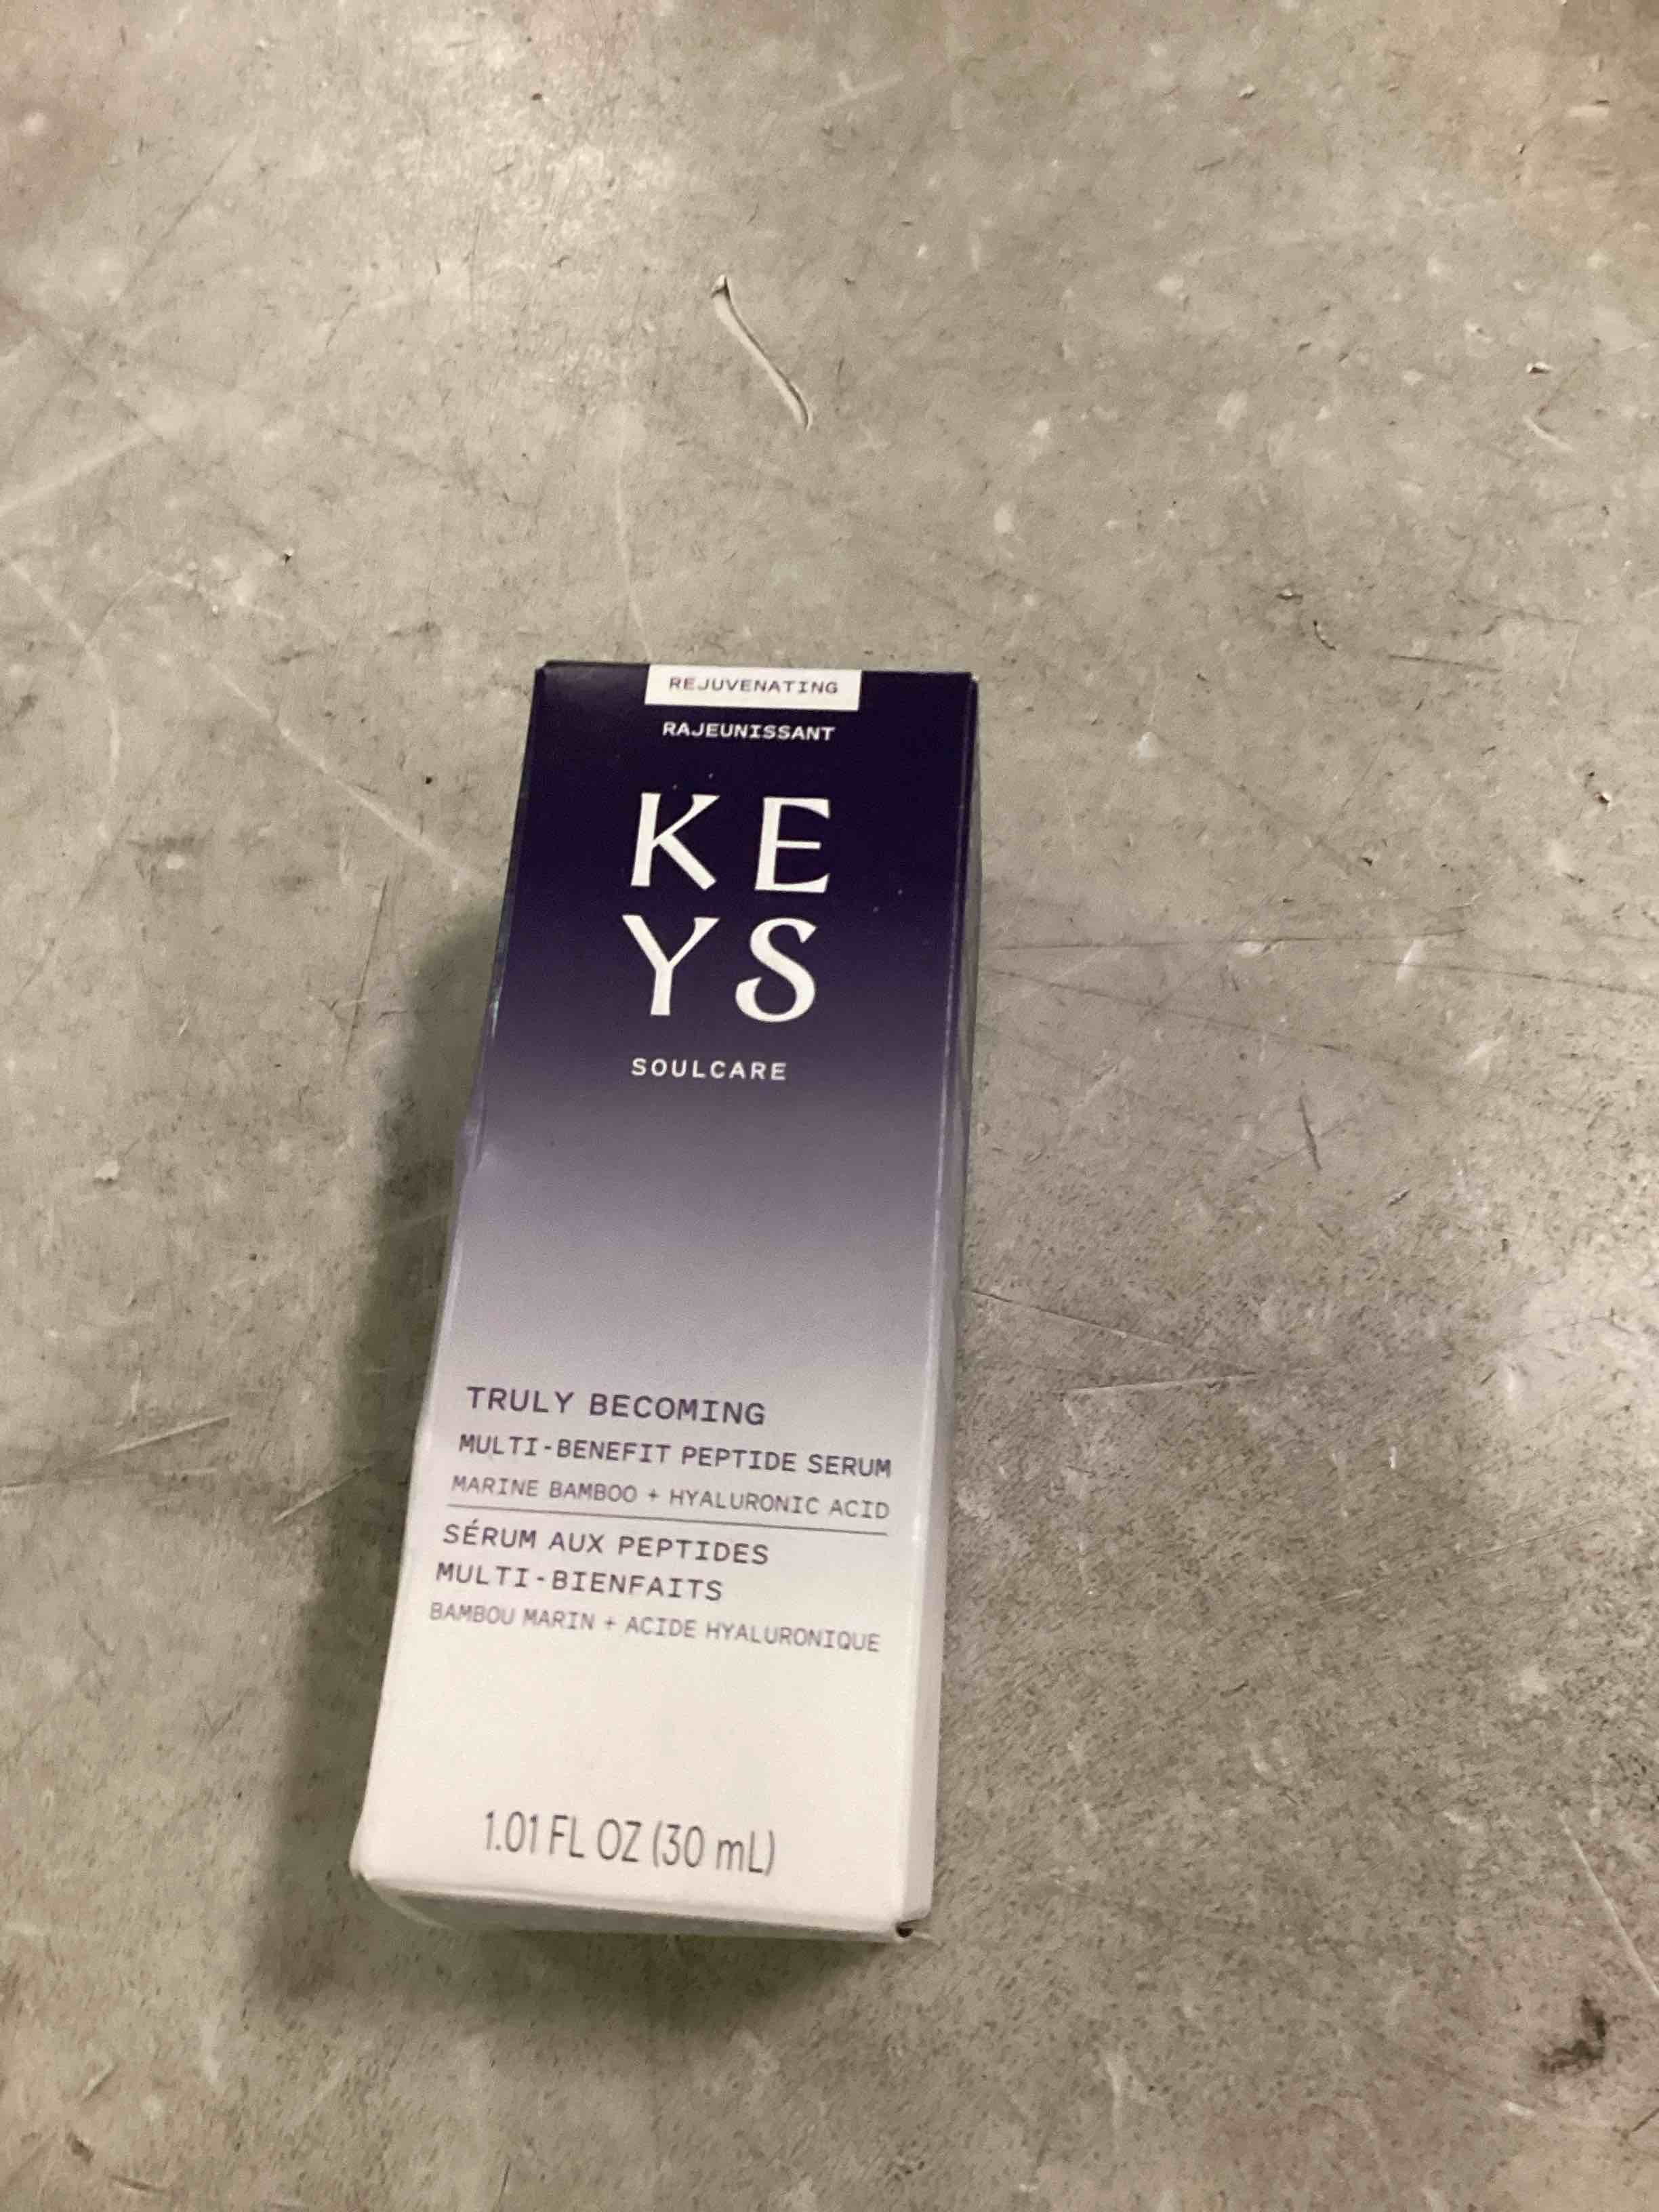 REJUVENATING
RAJEUNISSANT
KE
YS
SOULCARE
TRULY BECOMING
MULTI-BENEFIT PEPTIDE SERUM
MARINE BAMBOO + HYALURONIC ACID
SÉRUM AUX PEPTIDES
MULTI-BIENFAITS
BAMBOU MARIN + ACIDE HYALURONIQUE
1.01 FL OZ (30 mL)